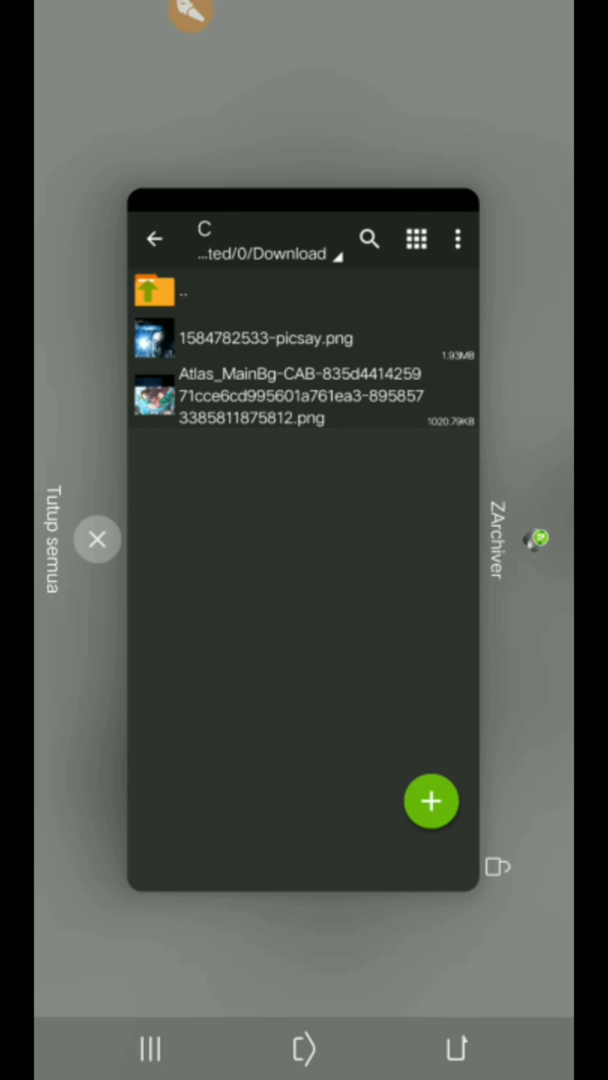 C
...ted/0/Download
..
1584782533-picsay.png
1.93MB
Atlas_MainBg-CAB-835d4414259
71cce6cd995601a761ea3-895857
3385811875812.png
1020.79KB
Tutup semua
ZArchiver